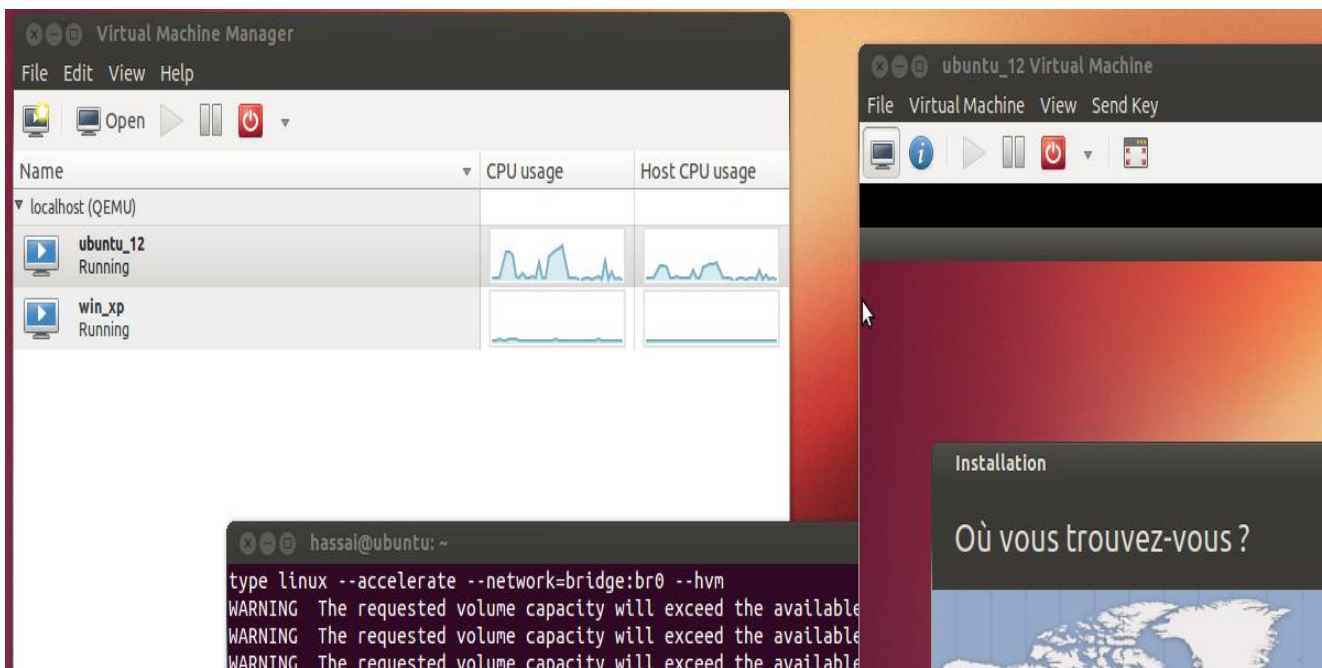 Virtual Machine Manager
File Edit View Help
Open
Name CPU usage Host CPU usage
localhost (QEMU)
ubuntu_12
Running
win_xp
Running
ubuntu_12 Virtual Machine
File Virtual Machine View Send Key
Installation
Où vous trouvez-vous ?
hassai@ubuntu: ~
type linux --accelerate --network=bridge:br0 --hvm
WARNING The requested volume capacity will exceed the available
WARNING The requested volume capacity will exceed the available
WARNING The requested volume capacity will exceed the available